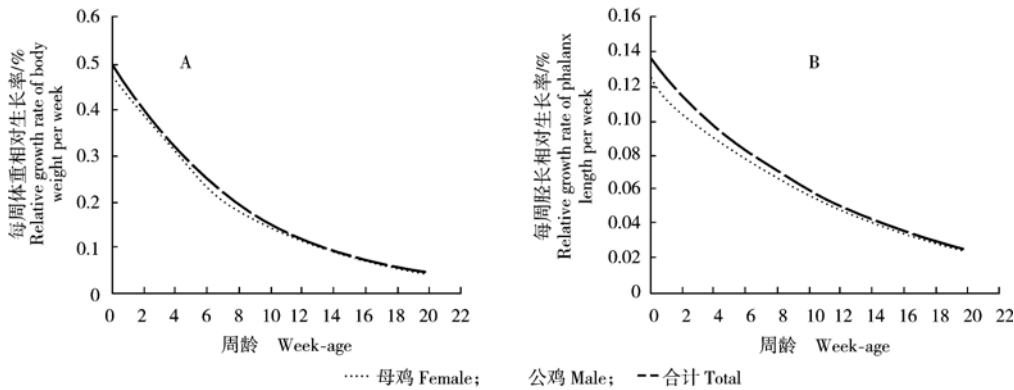 每周体重相对生长率/%
Relative growth rate of body
weight per week
0.6
0.5
0.4
0.3
0.2
0.1
0
A
0 2 4 6 8 10 12 14 16 18 20 22
周龄 Week-age
每周胫长相对生长率/%
Relative growth rate of phalanx
length per week
0.16
0.14
0.12
0.10
0.08
0.06
0.04
0.02
0
B
0 2 4 6 8 10 12 14 16 18 20 22
周龄 Week-age
母鸡 Female; 公鸡 Male; 合计 Total